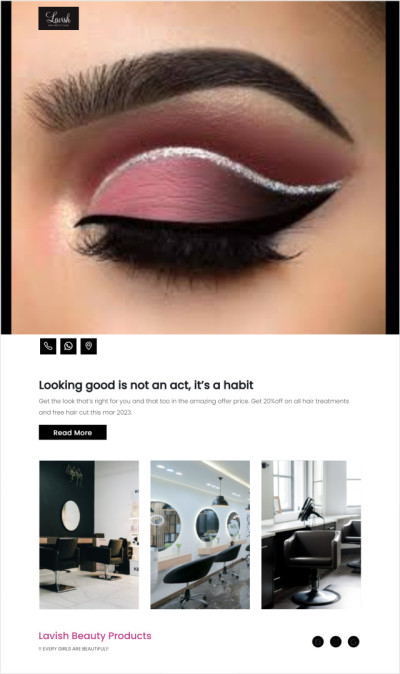 Lavish
Looking good is not an act, it's a habit
Get the look that's right for you and that too in the amazing offer price. Get 20%off on all hair treatments
and free hair cut this mar 2023.
Read More
Lavish Beauty Products
!! EVERY GIRLS ARE BEAUTIFUL!!